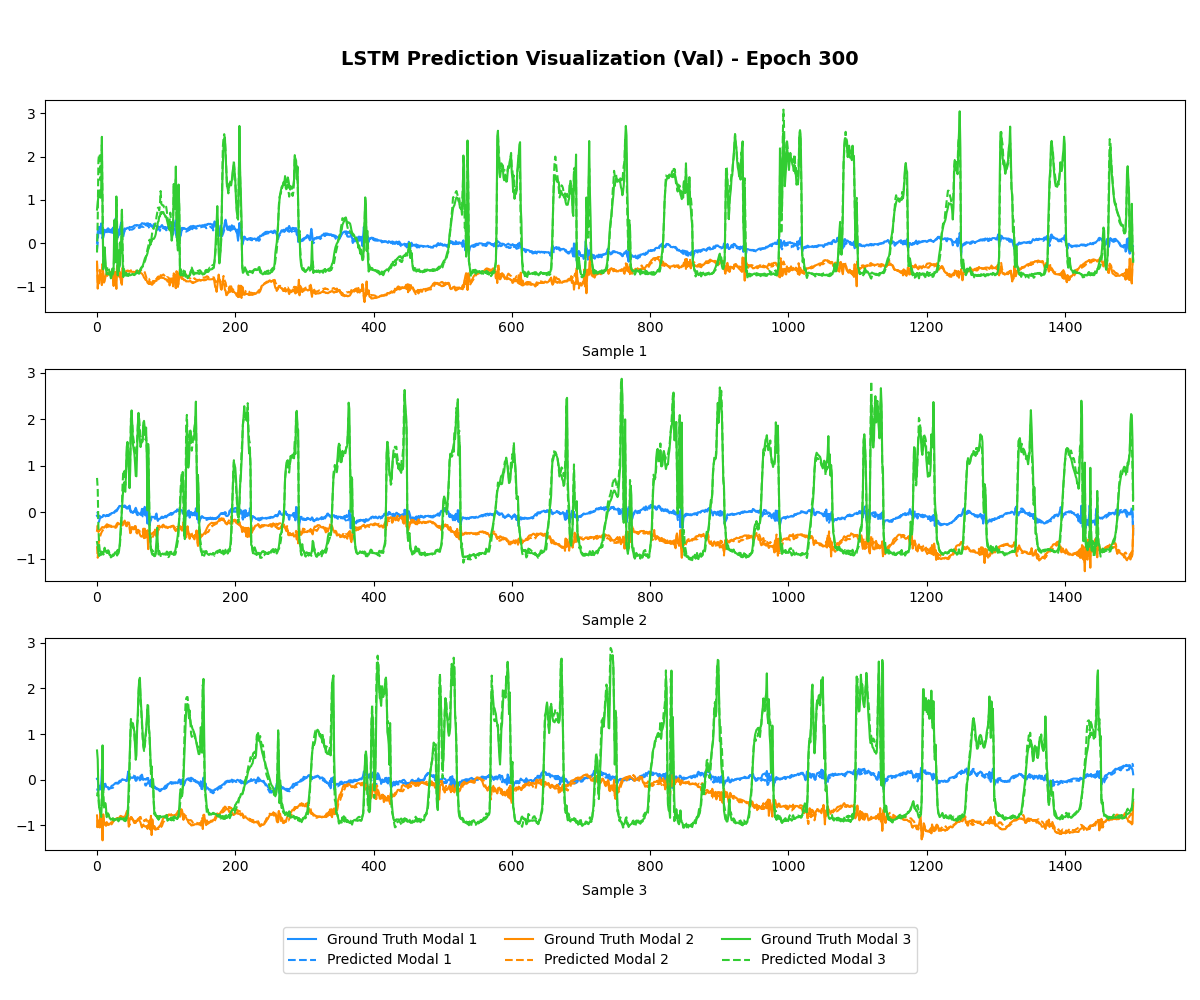 LSTM Prediction Visualization (Val) - Epoch 300
3
2
1
0
−1
0 200 400 600 800 1000 1200 1400
Sample 1
3
2
1
0
−1
0 200 400 600 800 1000 1200 1400
Sample 2
3
2
1
0
−1
0 200 400 600 800 1000 1200 1400
Sample 3
Ground Truth Modal 1 Ground Truth Modal 2 Ground Truth Modal 3
Predicted Modal 1 Predicted Modal 2 Predicted Modal 3